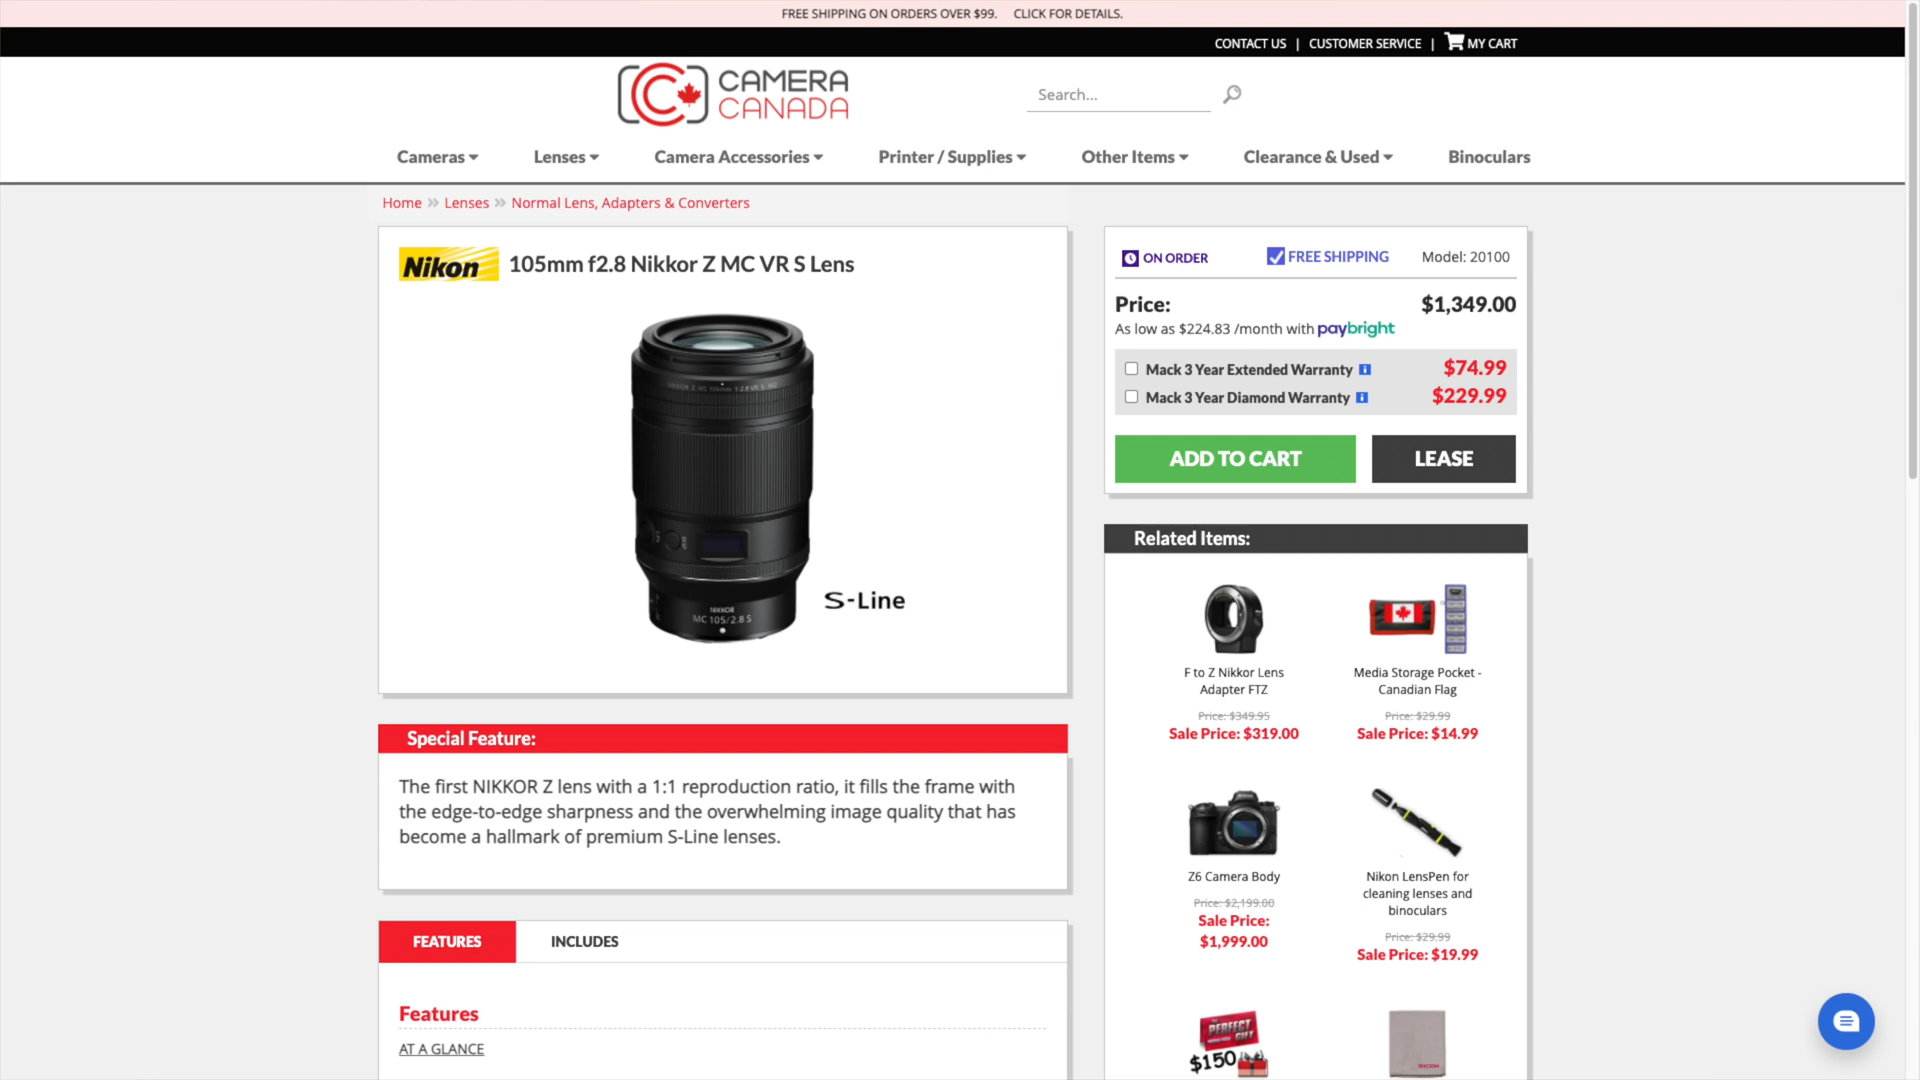 FREE SHIPPING ON ORDERS OVER $99. CLICK FOR DETAILS.
CONTACT US | CUSTOMER SERVICE | MY CART
CAMERA
CANADA
Search...
Cameras Lenses Camera Accessories Printer / Supplies Other Items Clearance & Used Binoculars
Home » Lenses » Normal Lens, Adapters & Converters
Nikon 105mm f2.8 Nikkor Z MC VR S Lens
NIKKOR
MC 105/2.8 S
S-Line
ON ORDER FREE SHIPPING Model: 20100
Price: $1,349.00
As low as $224.83 /month with paybright
Mack 3 Year Extended Warranty $74.99
Mack 3 Year Diamond Warranty $229.99
ADD TO CART LEASE
Special Feature:
The first NIKKOR Z lens with a 1:1 reproduction ratio, it fills the frame with
the edge-to-edge sharpness and the overwhelming image quality that has
become a hallmark of premium S-Line lenses.
FEATURES INCLUDES
Features
AT A GLANCE
Related Items:
F to Z Nikkor Lens
Adapter FTZ
Price: $349.95
Sale Price: $319.00
Media Storage Pocket -
Canadian Flag
Price: $29.99
Sale Price: $14.99
Z6 Camera Body
Price: $2,199.00
Sale Price:
$1,999.00
Nikon LensPen for
cleaning lenses and
binoculars
Price: $29.99
Sale Price: $19.99
PERFECT
GIFT
$150
RICOH